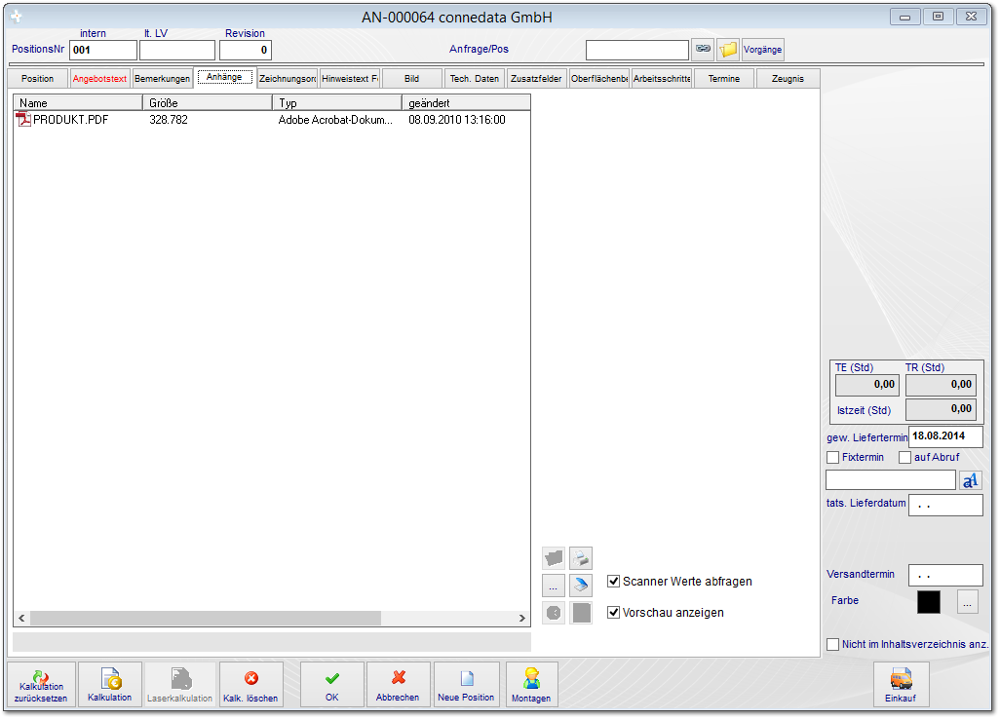 AN-000064 connedata GmbH
intern lt. LV Revision
PositionsNr 001 0 Anfrage/Pos Vorgänge
Position Angebotstext Bemerkungen Anhänge Zeichnungsord Hinweistext F Bild Tech. Daten Zusatzfelder Oberflächenbe Arbeitsschritte Termine Zeugnis
Name Größe Typ geändert
PRODUKT.PDF 328.782 Adobe Acrobat-Dokum... 08.09.2010 13:16:00
TE (Std) TR (Std)
0,00 0,00
Istzeit (Std) 0,00
gew. Liefertermin 18.08.2014
Fixtermin auf Abruf
aA
tats. Lieferdatum . .
... Scanner Werte abfragen
Versandtermin . .
Farbe ...
Vorschau anzeigen
Nicht im Inhaltsverzeichnis anz.
Kalkulation
zurücksetzen
Kalkulation
Laserkalkulation
Kalk. löschen
OK
Abbrechen
Neue Position
Montagen
Einkauf